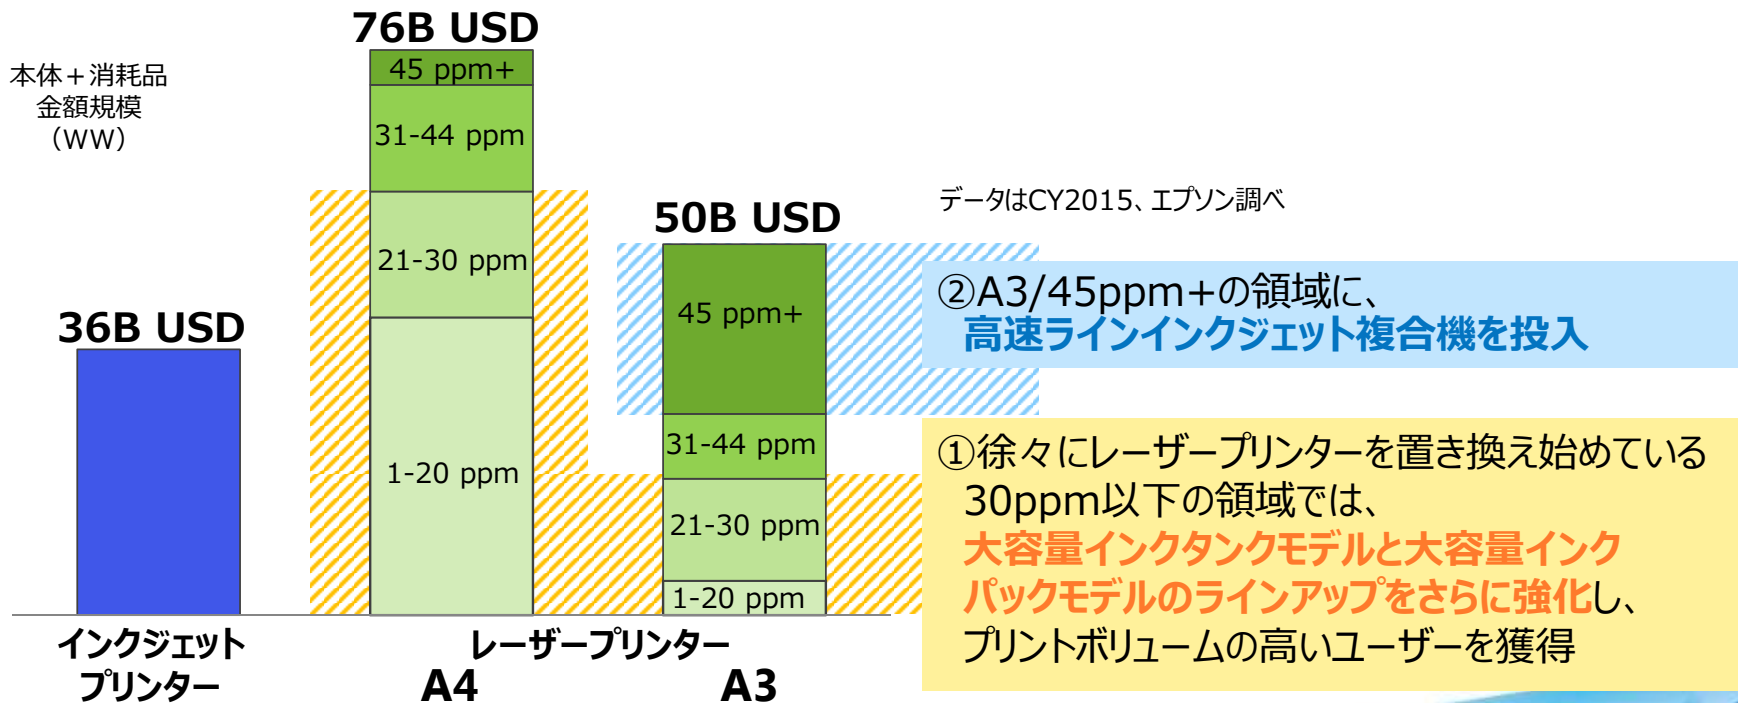 本体+消耗品
金額規模
(WW)
36B USD
76B USD
45 ppm+
31-44 ppm
21-30 ppm
1-20 ppm
50B USD
45 ppm+
31-44 ppm
21-30 ppm
1-20 ppm
データはCY2015、エプソン調べ
②A3/45ppm+の領域に、
高速ラインインクジェット複合機を投入
①徐々にレーザープリンターを置き換え始めている
30ppm以下の領域では、
大容量インクタンクモデルと大容量インク
パックモデルのラインアップをさらに強化し、
プリントボリュームの高いユーザーを獲得
インクジェット
プリンター
レーザープリンター
A4
A3